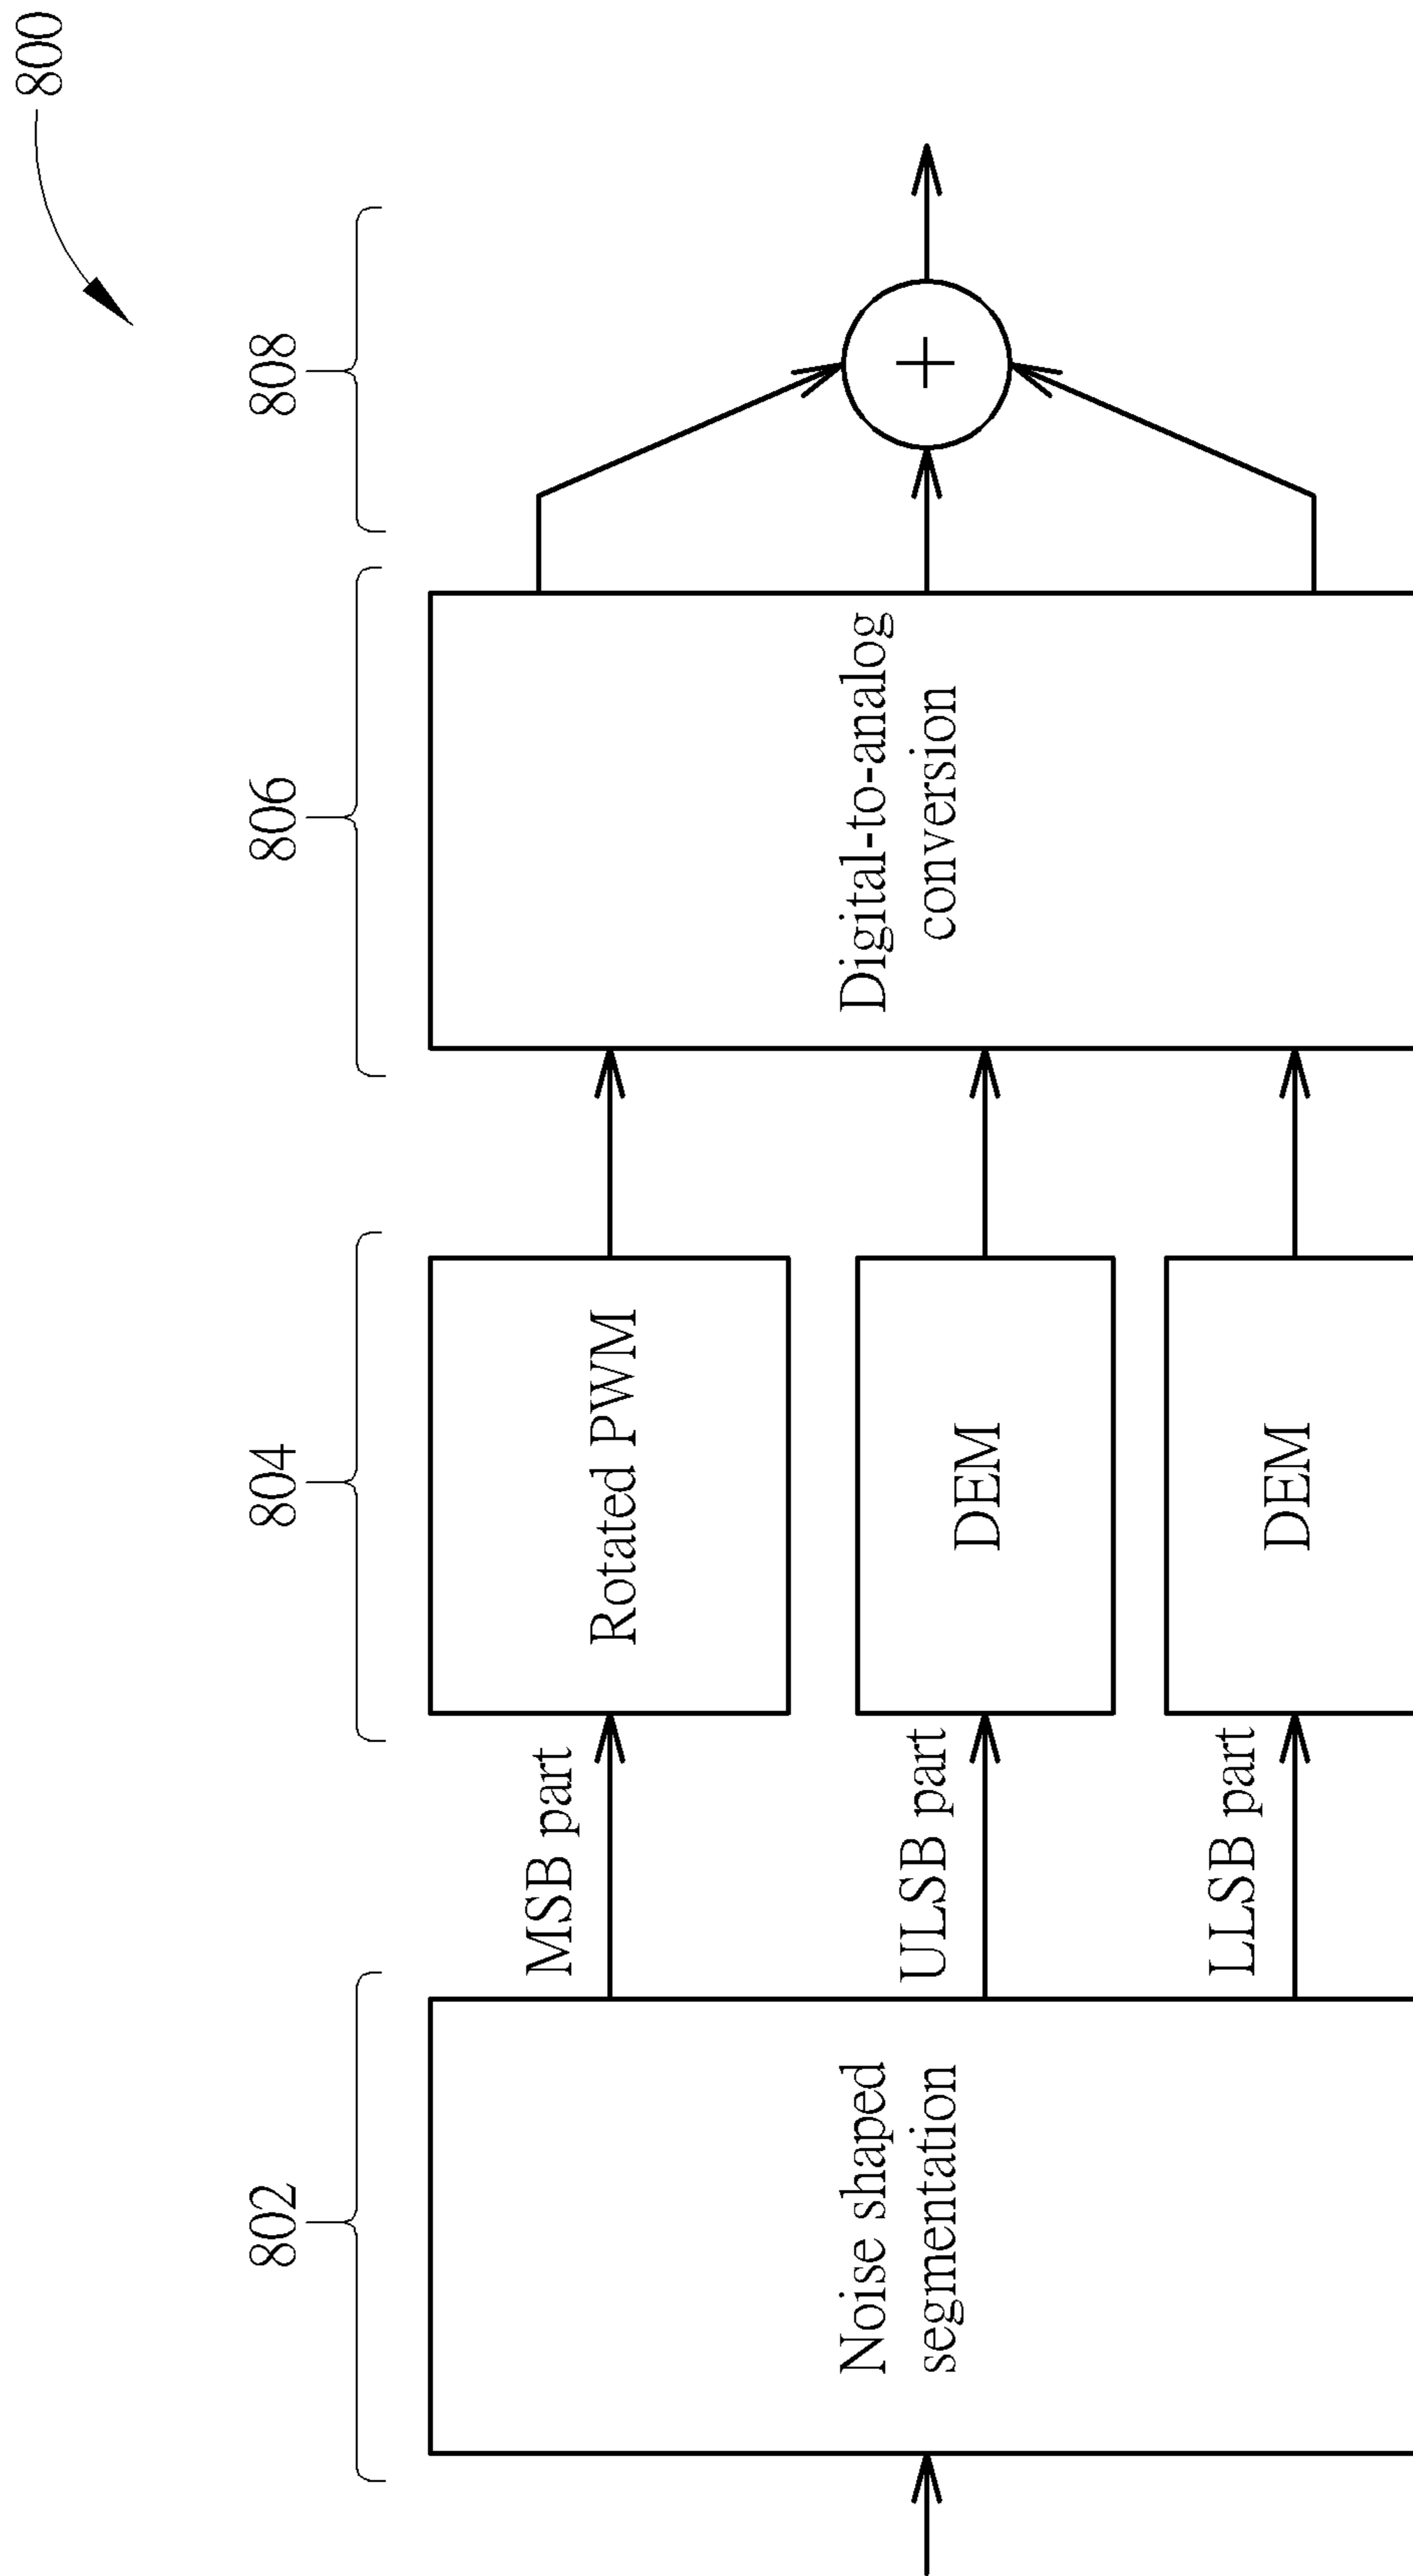 800
802
804
806
808
Noise shaped
segmentation
MSB part
ULSB part
LLSB part
Rotated PWM
DEM
DEM
Digital-to-analog
conversion
+